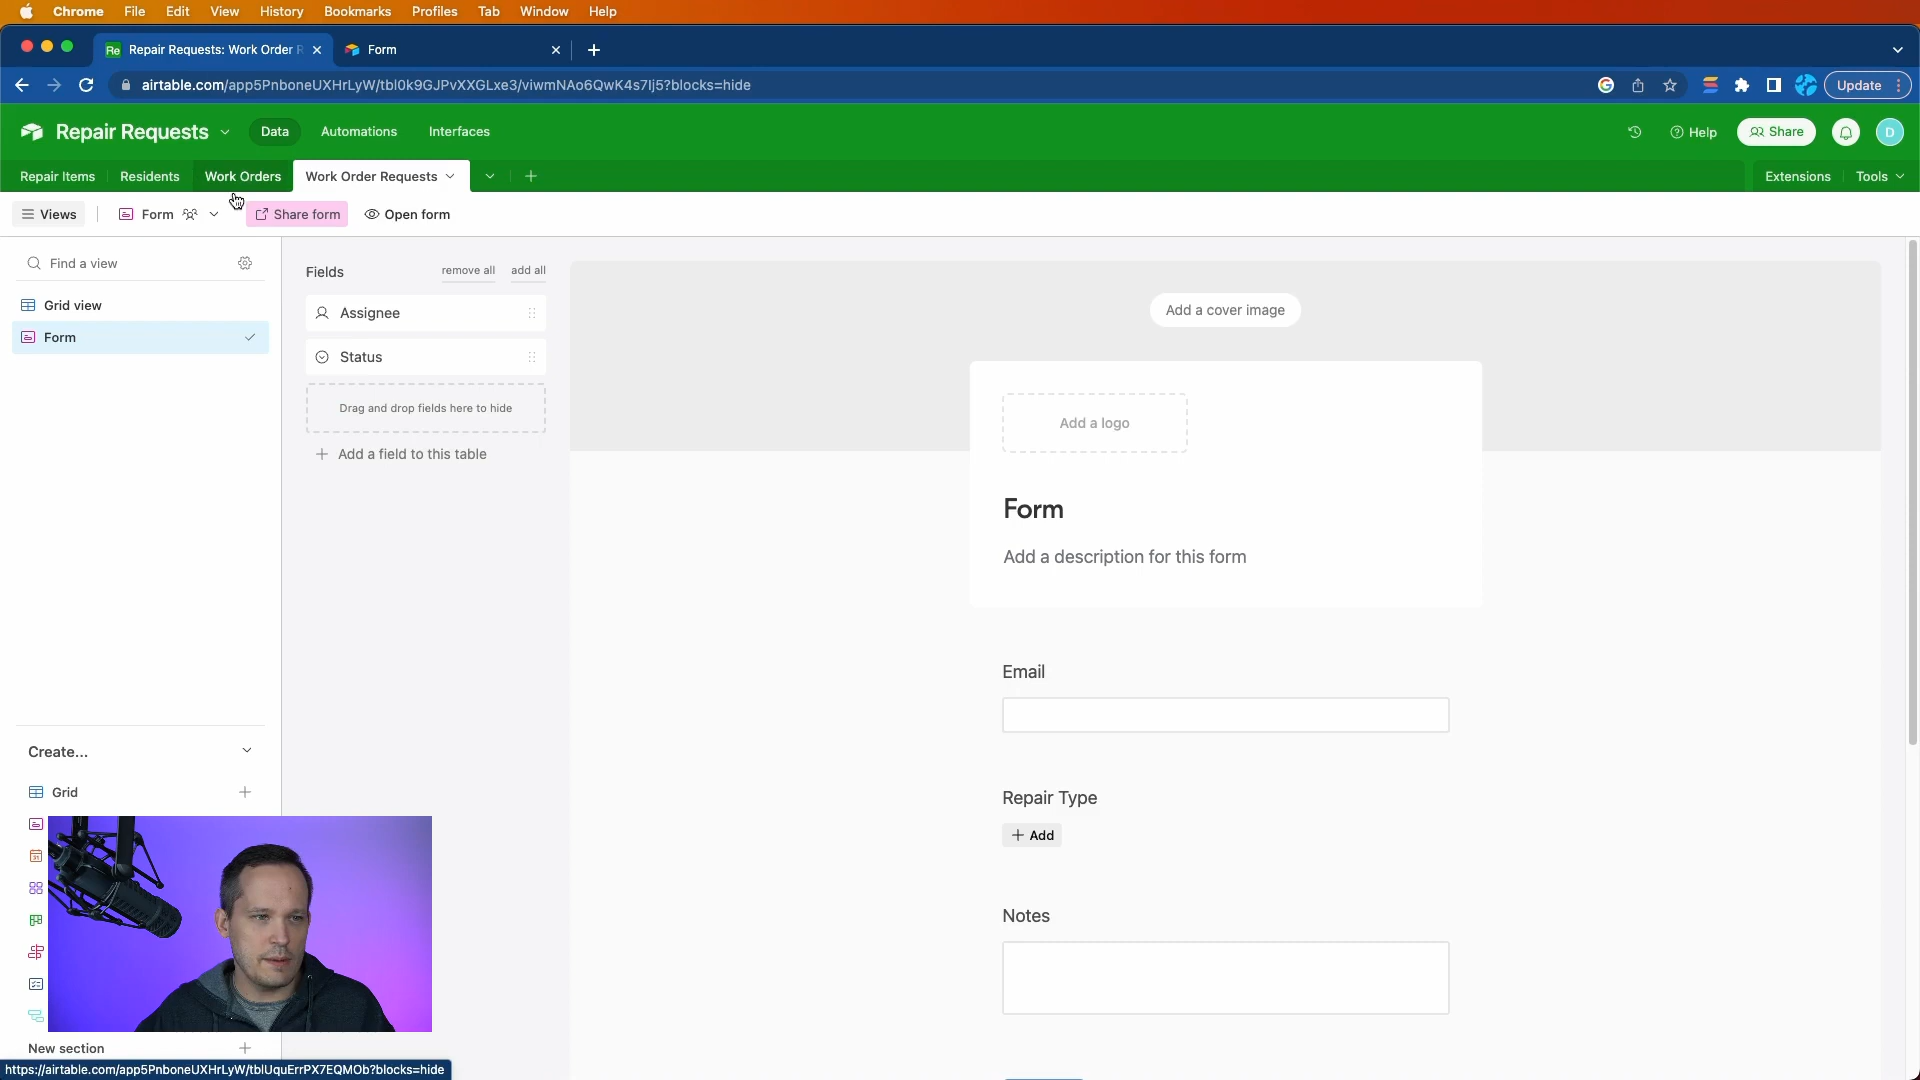 Chrome File Edit View History Bookmarks Profiles Tab Window Help
Re Repair Requests: Work Order R
Form
airtable.com/app5PnboneUXHrLyW/tbl0k9GJPvXXGLxe3/viwmNAo6QwK4s7Ij5?blocks=hide
Update
Repair Requests Data Automations Interfaces Help Share D
Repair Items Residents Work Orders Work Order Requests Extensions Tools
Views Form Share form Open form
Find a view
Grid view
Form
Fields remove all add all
Assignee
Status
Drag and drop fields here to hide
Add a field to this table
Add a cover image
Add a logo
Form
Add a description for this form
Email
Repair Type
Add
Notes
Create...
Grid
New section
https://airtable.com/app5PnboneUXHrLyW/tblUquErrPX7EQMOb?blocks=hide